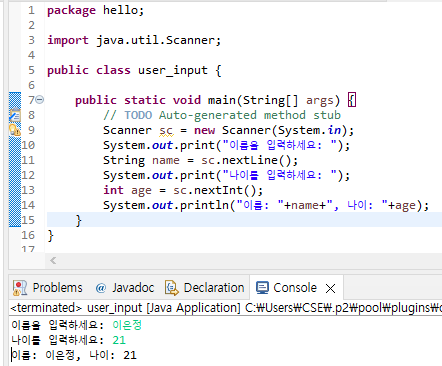 1 package hello;
2
3 import java.util.Scanner;
4
5 public class user_input {
6
7 public static void main(String[] args) {
8 // TODO Auto-generated method stub
9 Scanner sc = new Scanner(System.in);
10 System.out.print("이름을 입력하세요: ");
11 String name = sc.nextLine();
12 System.out.print("나이를 입력하세요: ");
13 int age = sc.nextInt();
14 System.out.println("이름: "+name+", 나이: "+age);
15 }
16 }
17
Problems @ Javadoc Declaration Console
<terminated> user_input [Java Application] C:￦Users￦CSE￦.p2￦pool￦plugins￦
이름을 입력하세요: 이은정
나이를 입력하세요: 21
이름: 이은정, 나이: 21